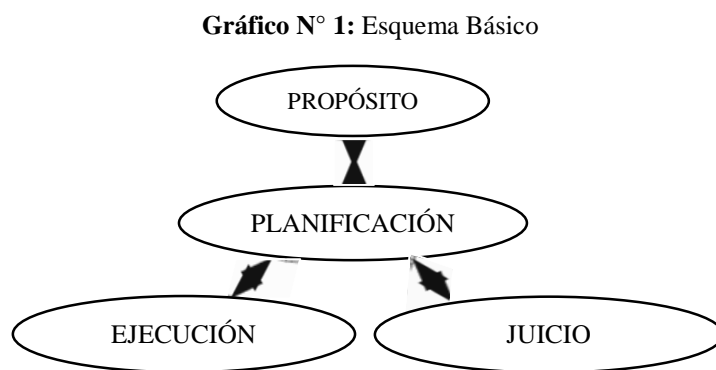 Gráfico N° 1: Esquema Básico
PROPÓSITO
PLANIFICACIÓN
EJECUCIÓN
JUICIO